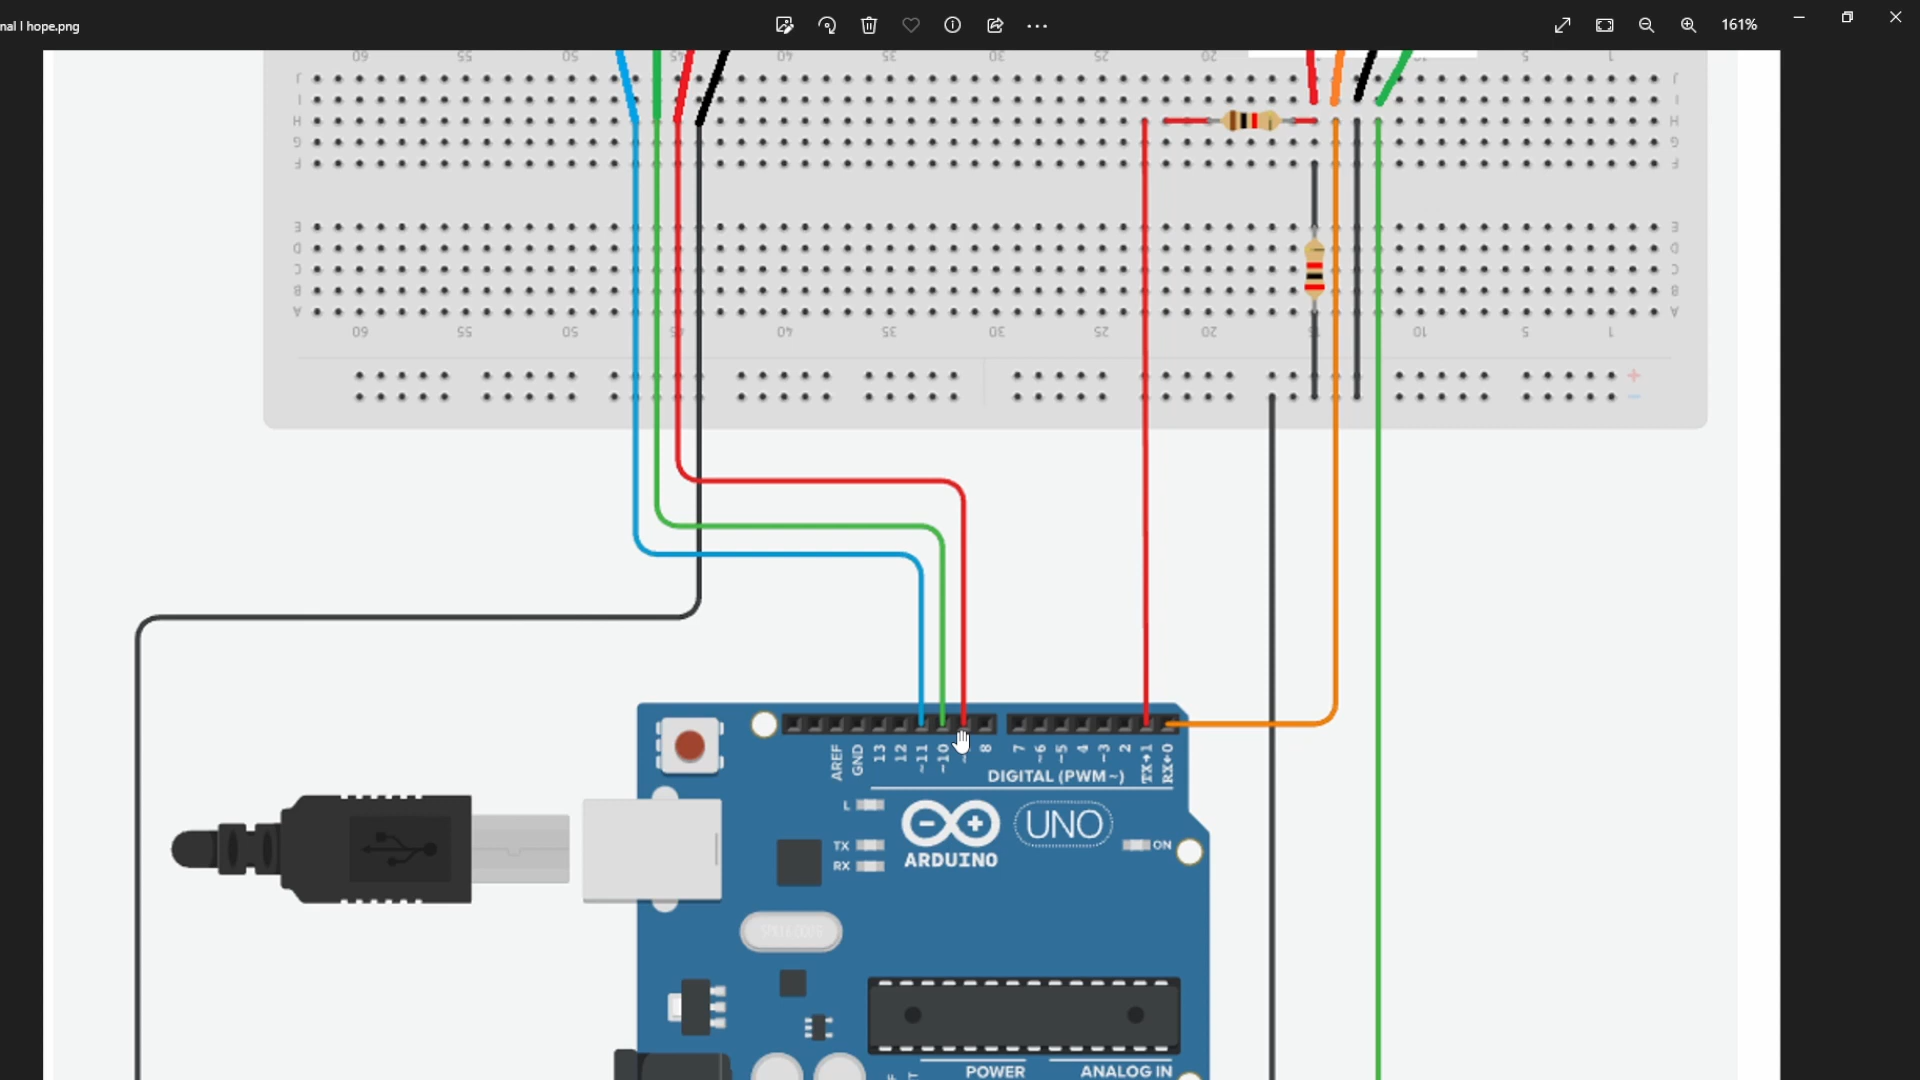 nal I hope.png
161%
60 55 50 45 40 35 30 25 20 5 1
J J
I I
H H
G G
F F
E E
D D
C C
B B
A A
60 55 50 40 35 30 25 20 10 5 1
+
−
AREF GND 13 12 ~11 ~10 8 7 ~6 ~5 4 ~3 2 TX→1 RX←0
DIGITAL (PWM~)
L
UNO
TX
ON
ARDUINO
RX
POWER ANALOG IN